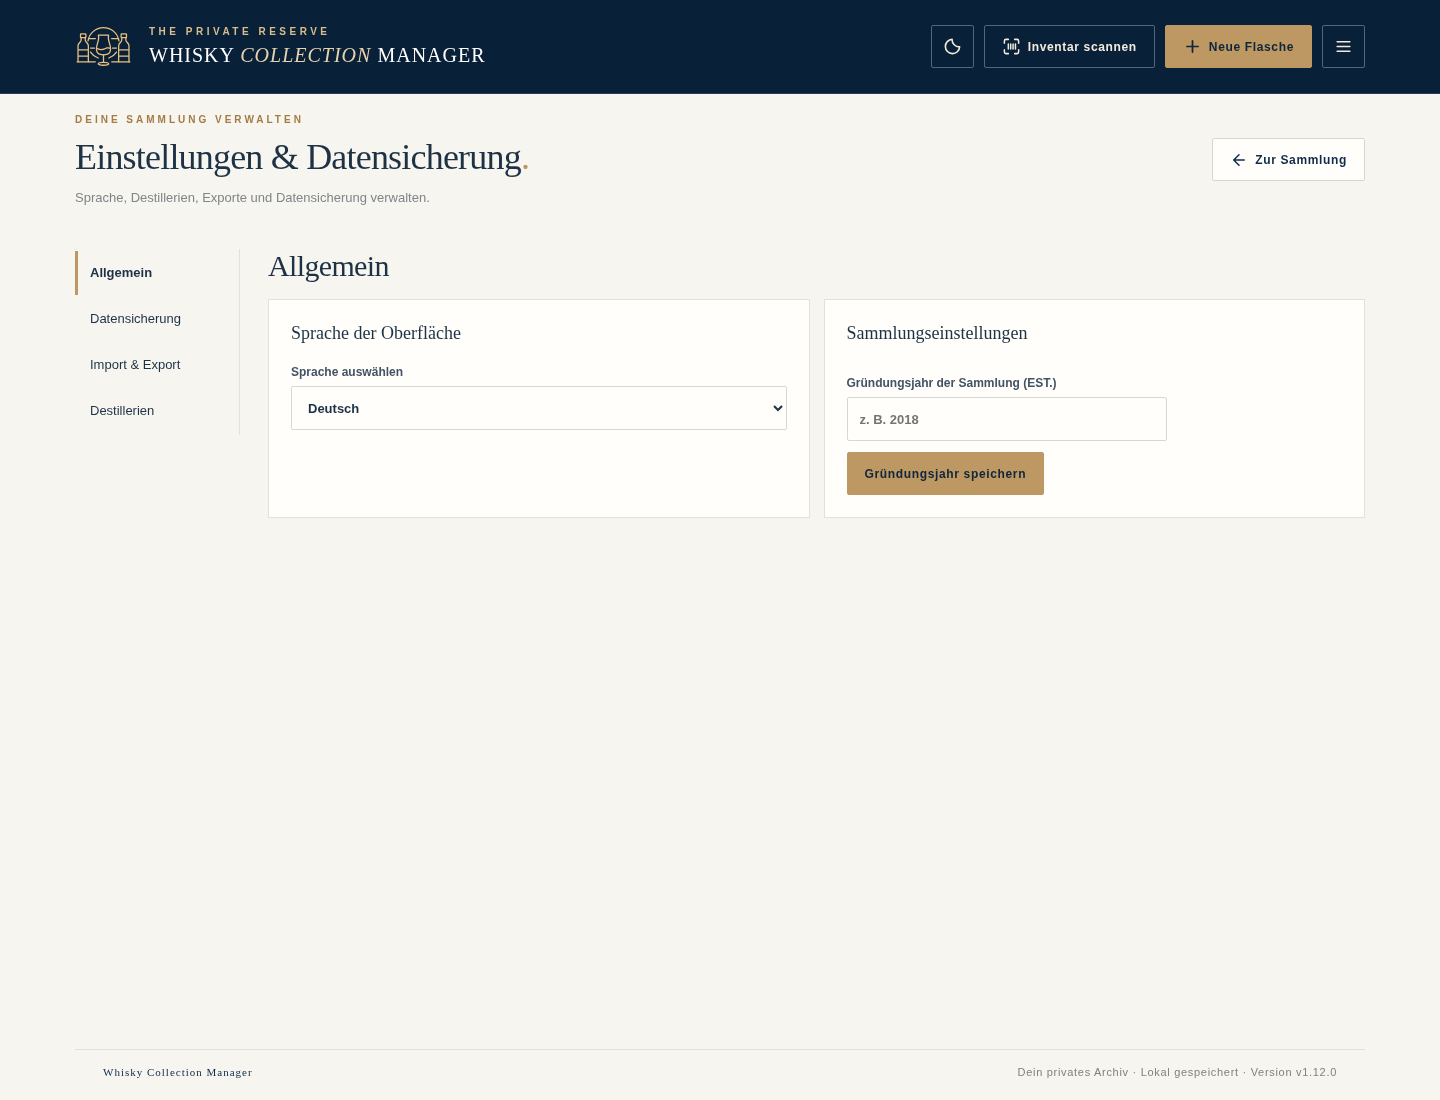 THE PRIVATE RESERVE
WHISKY COLLECTION MANAGER
Inventar scannen
Neue Flasche
DEINE SAMMLUNG VERWALTEN
Einstellungen & Datensicherung.
Zur Sammlung
Sprache, Destillerien, Exporte und Datensicherung verwalten.
Allgemein
Datensicherung
Import & Export
Destillerien
Allgemein
Sprache der Oberfläche
Sprache auswählen
Deutsch
Sammlungseinstellungen
Gründungsjahr der Sammlung (EST.)
z. B. 2018
Gründungsjahr speichern
Whisky Collection Manager
Dein privates Archiv · Lokal gespeichert · Version v1.12.0